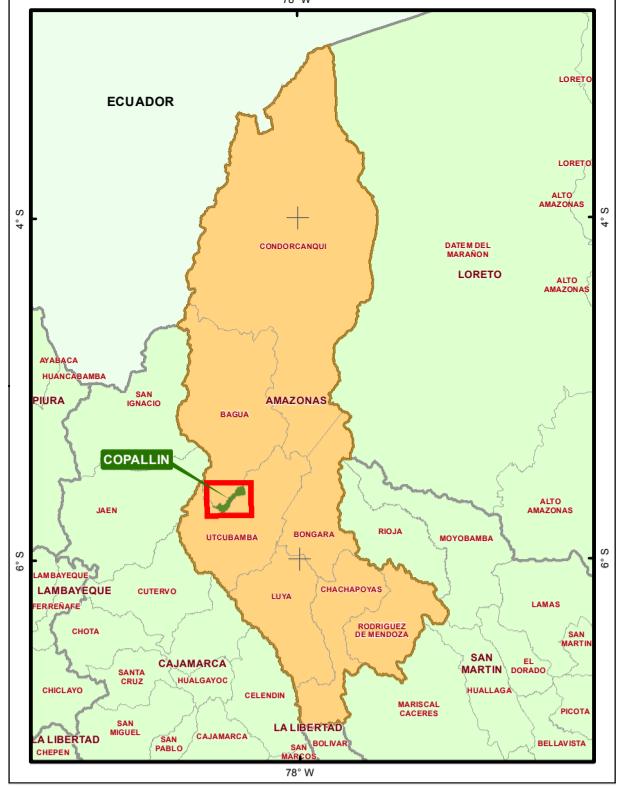 78° W
ECUADOR
LORETO
LORETO
ALTO
AMAZONAS
4° S
4° S
CONDORCANQUI
DATEM DEL
MARAÑON
LORETO
ALTO
AMAZONAS
AYABACA
HUANCABAMBA
SAN
IGNACIO
PIURA
AMAZONAS
BAGUA
COPALLIN
JAEN
ALTO
AMAZONAS
UTCUBAMBA
BONGARA
RIOJA
MOYOBAMBA
6° S
6° S
LAMBAYEQUE
LAMBAYEQUE
CUTERVO
LUYA
CHACHAPOYAS
FERREÑAFE
LAMAS
CHOTA
RODRIGUEZ
DE MENDOZA
SAN
MARTIN
CAJAMARCA
SAN
MARTIN
EL
DORADO
SANTA
CRUZ
HUALGAYOC
CHICLAYO
CELENDIN
HUALLAGA
MARISCAL
CACERES
PICOTA
SAN
MIGUEL
LA LIBERTAD
LA LIBERTAD
CHEPEN
SAN
PABLO
CAJAMARCA
SAN
MARCOS
BOLIVAR
BELLAVISTA
78° W